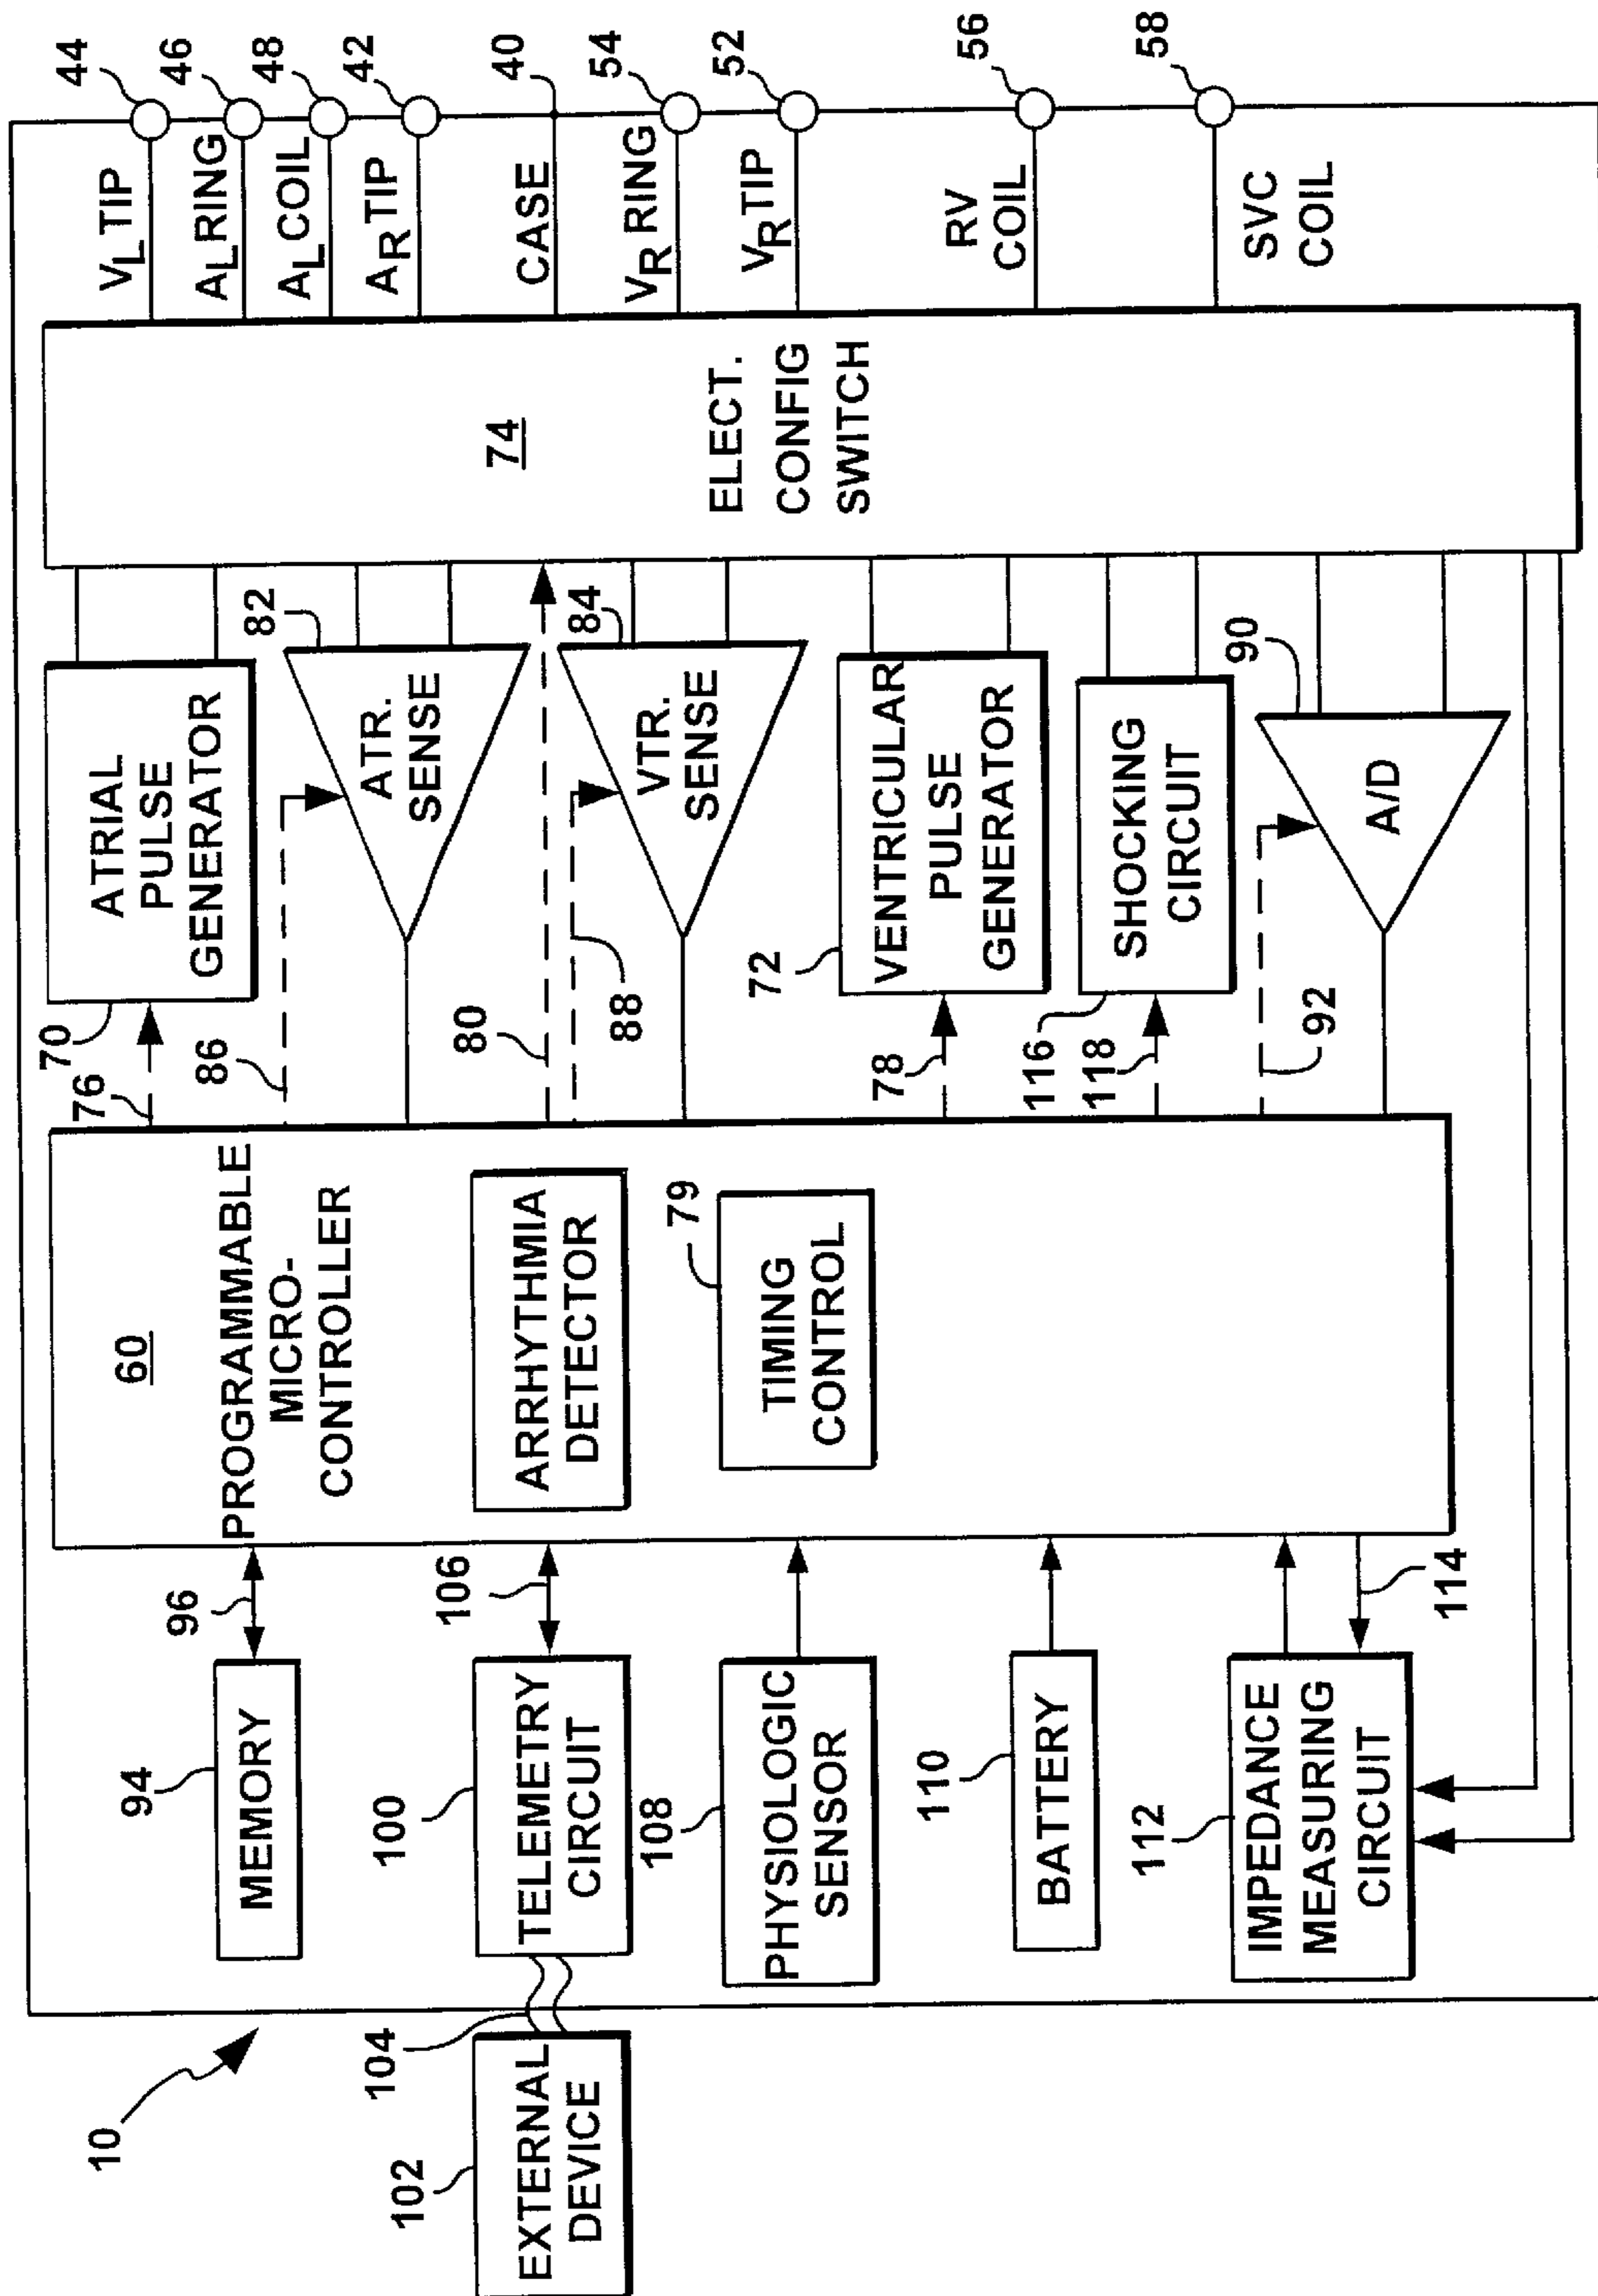 10
102
EXTERNAL
DEVICE
104
94
MEMORY
96
100
TELEMETRY
CIRCUIT
106
108
PHYSIOLOGIC
SENSOR
110
BATTERY
112
IMPEDANCE
MEASURING
CIRCUIT
114
60
PROGRAMMABLE
MICRO-
CONTROLLER
ARRHYTHMIA
DETECTOR
79
TIMING
CONTROL
76
70
ATRIAL
PULSE
GENERATOR
86
82
ATR.
SENSE
80
88
84
VTR.
SENSE
78
72
VENTRICULAR
PULSE
GENERATOR
118
116
SHOCKING
CIRCUIT
92
90
A/D
74
ELECT.
CONFIG
SWITCH
VL TIP
44
AL RING
46
AL COIL
48
AR TIP
42
CASE
40
VR RING
54
VR TIP
52
RV
COIL
56
SVC
COIL
58